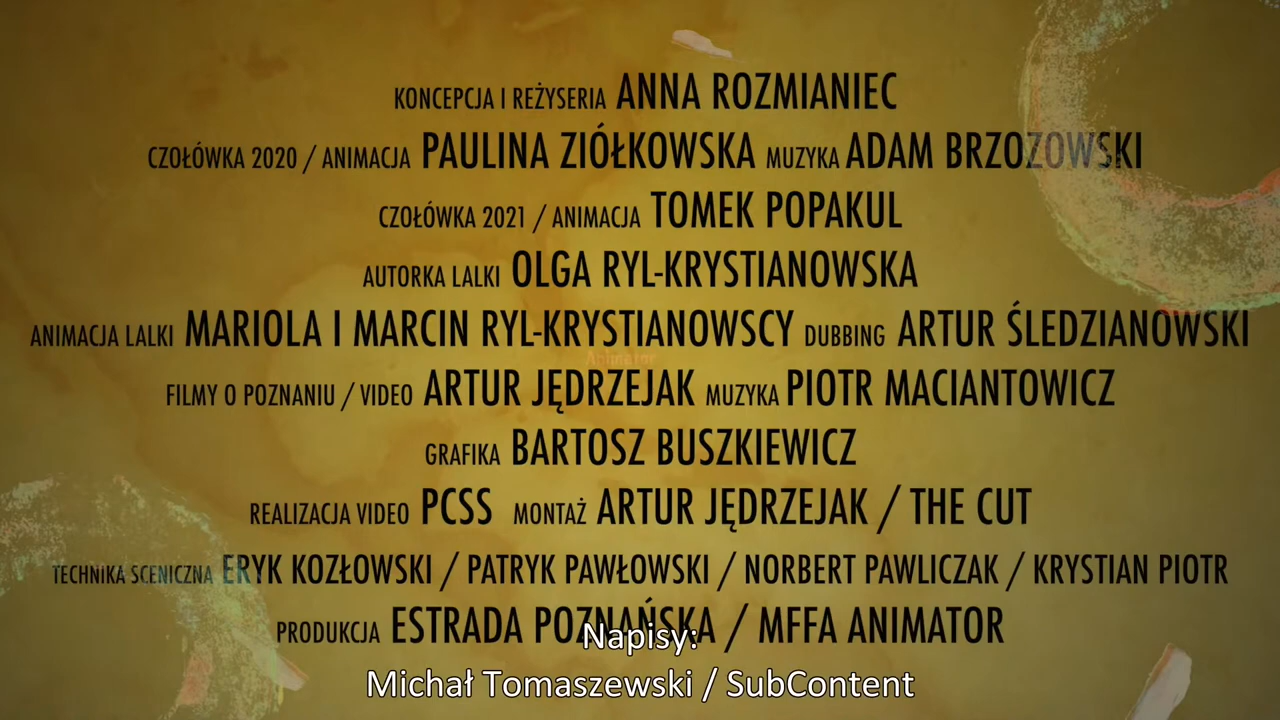 KONCEPCJA I REŻYSERIA ANNA ROZMIANIEC
CZOŁÓWKA 2020 / ANIMACJA PAULINA ZIÓŁKOWSKA MUZYKA ADAM BRZOZOWSKI
CZOŁÓWKA 2021 / ANIMACJA TOMEK POPAKUL
AUTORKA LALKI OLGA RYL-KRYSTIANOWSKA
ANIMACJA LALKI MARIOLA I MARCIN RYL-KRYSTIANOWSCY DUBBING ARTUR ŚLEDZIANOWSKI
Animator
FILMY O POZNANIU / VIDEO ARTUR JĘDRZEJAK MUZYKA PIOTR MACIANTOWICZ
GRAFIKA BARTOSZ BUSZKIEWICZ
REALIZACJA VIDEO PCSS MONTAŻ ARTUR JĘDRZEJAK / THE CUT
TECHNIKA SCENICZNA ERYK KOZŁOWSKI / PATRYK PAWŁOWSKI / NORBERT PAWLICZAK / KRYSTIAN PIOTR
PRODUKCJA ESTRADA POZNAŃSKA / MFFA ANIMATOR
Napisy:
Michał Tomaszewski / SubContent